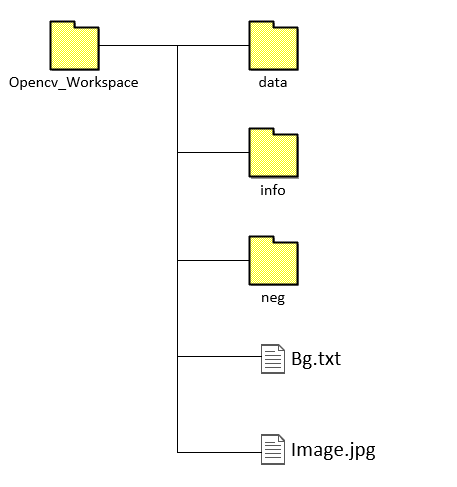 Opencv_Workspace
data
info
neg
Bg.txt
Image.jpg